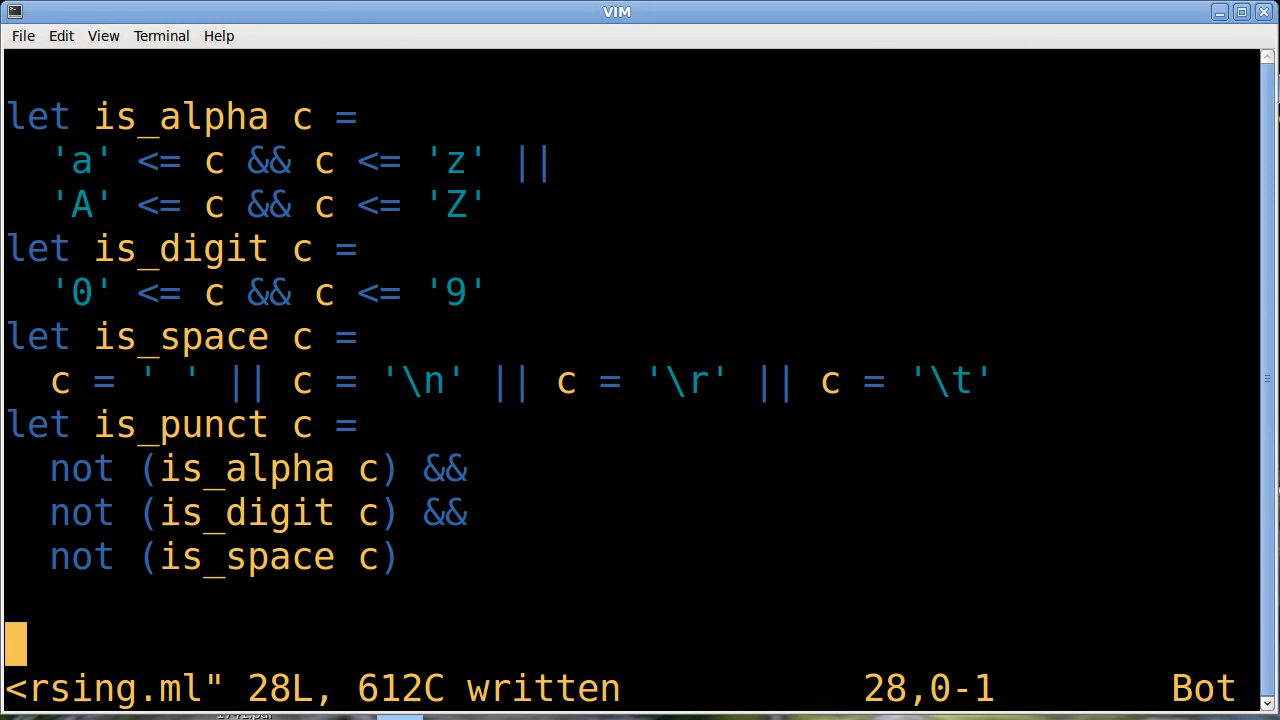 VIM
File Edit View Terminal Help
let is_alpha c =
  'a' <= c && c <= 'z' ||
  'A' <= c && c <= 'Z'
let is_digit c =
  '0' <= c && c <= '9'
let is_space c =
  c = ' ' || c = '\n' || c = '\r' || c = '\t'
let is_punct c =
  not (is_alpha c) &&
  not (is_digit c) &&
  not (is_space c)
<rsing.ml" 28L, 612C written 28,0-1 Bot